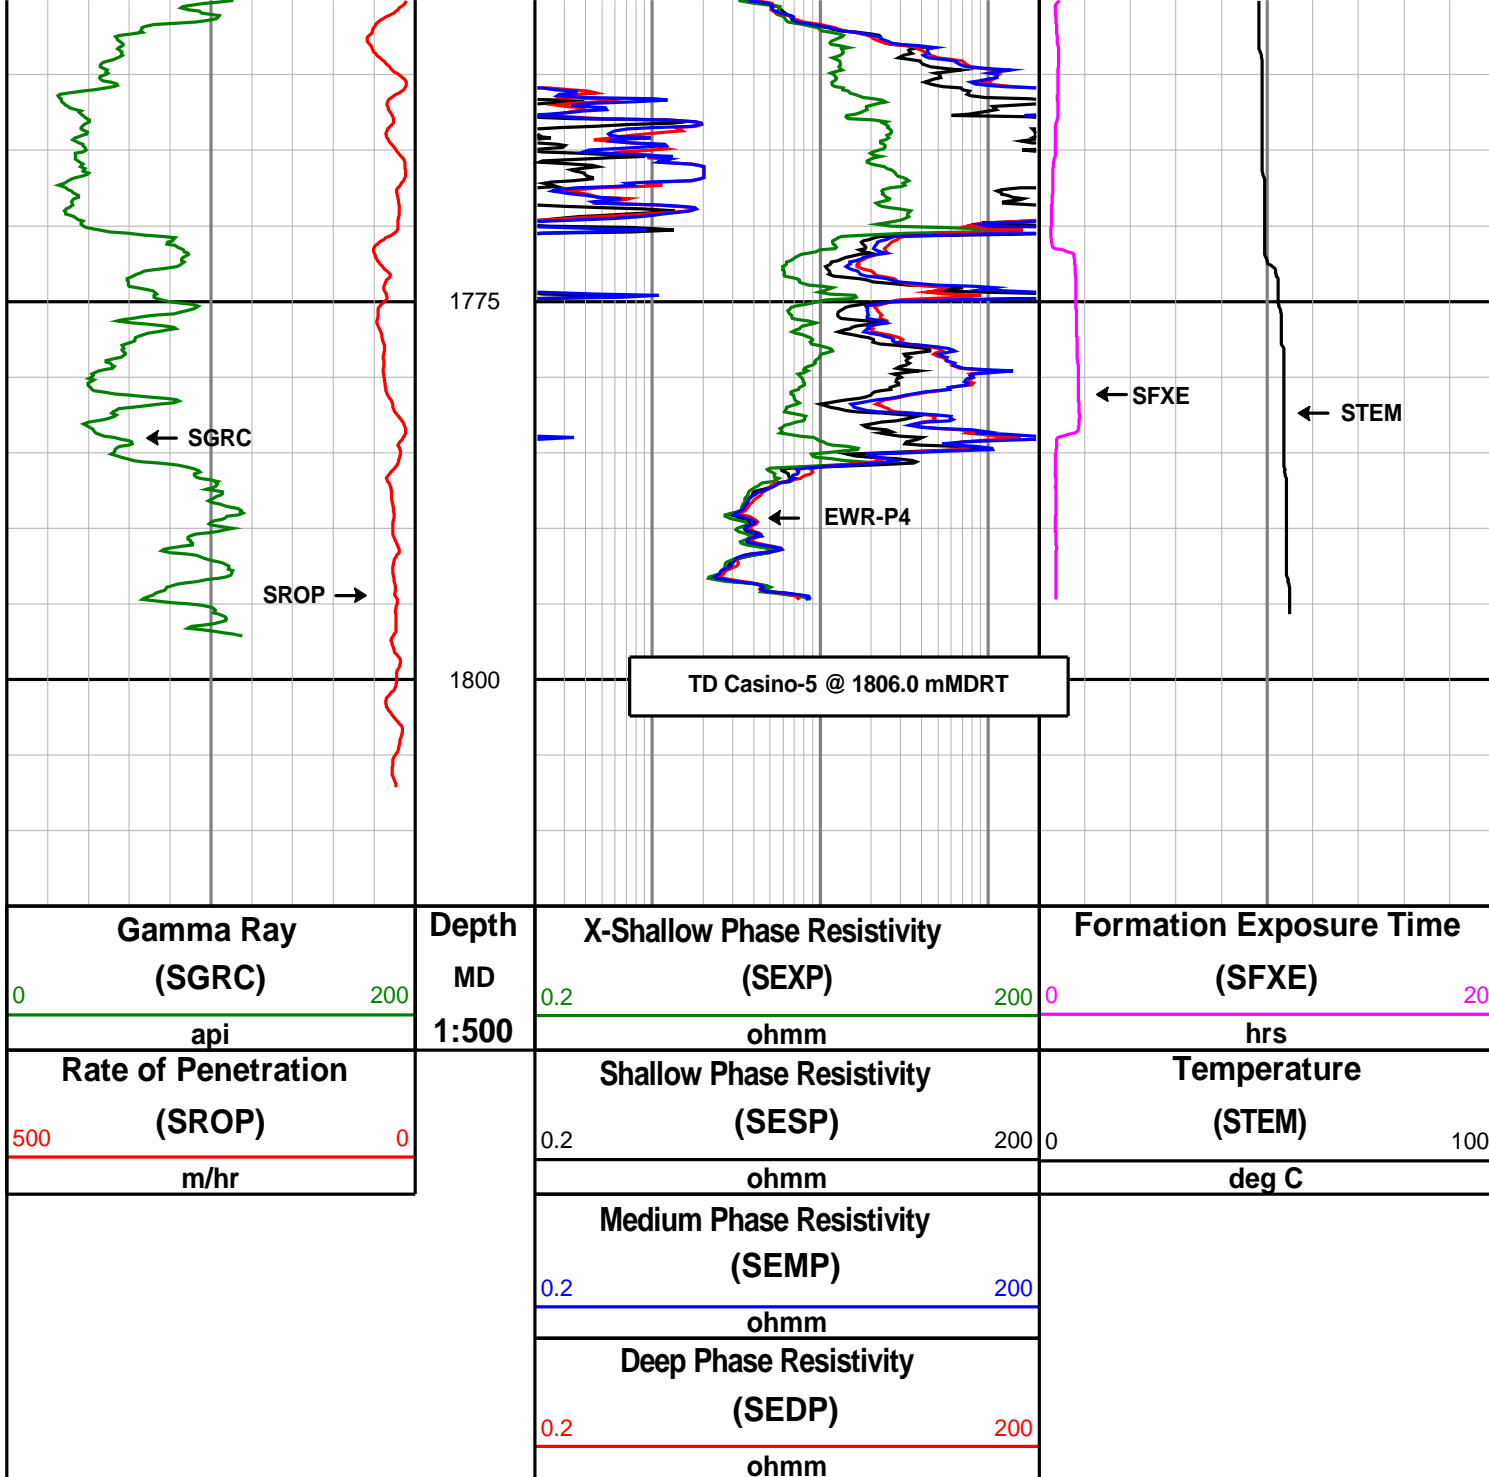 1775
SFXE
STEM
SGRC
EWR-P4
SROP
1800
TD Casino-5 @ 1806.0 mMDRT
Gamma Ray
(SGRC)
0 200
api
Depth
MD
1:500
X-Shallow Phase Resistivity
(SEXP)
0.2 200
ohmm
Formation Exposure Time
(SFXE)
0 20
hrs
Rate of Penetration
(SROP)
500 0
m/hr
Shallow Phase Resistivity
(SESP)
0.2 200
ohmm
Temperature
(STEM)
0 100
deg C
Medium Phase Resistivity
(SEMP)
0.2 200
ohmm
Deep Phase Resistivity
(SEDP)
0.2 200
ohmm